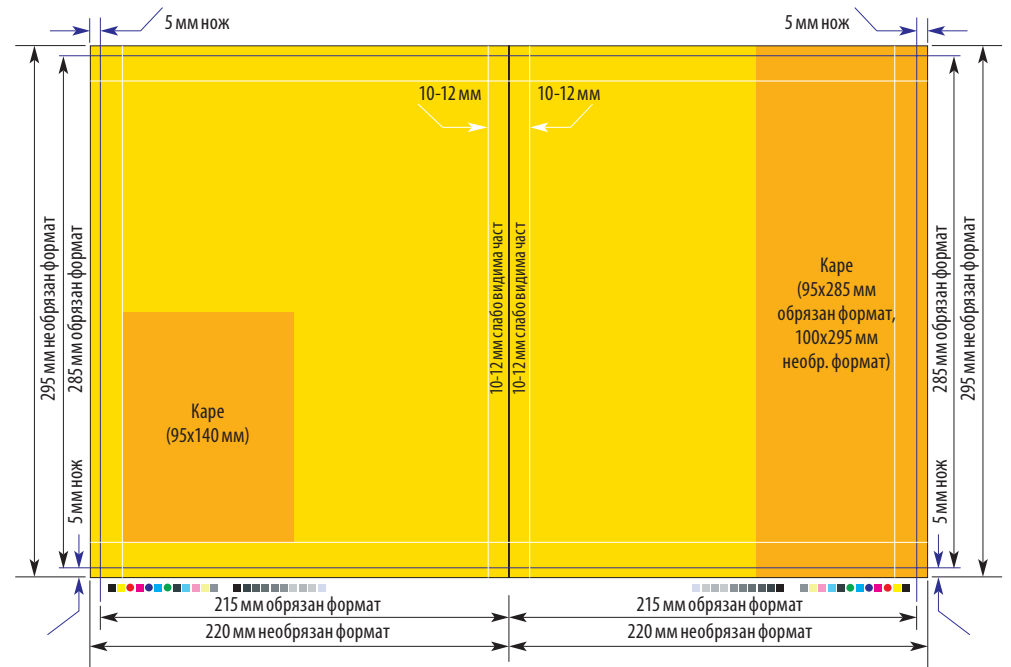 5 мм нож
5 мм нож
10-12 мм
10-12 мм
295 мм необрязан формат
285 мм обрязан формат
10-12 мм слабо видима част
10-12 мм слабо видима част
Каре
(95x285 мм
обрязан формат,
100x295 мм
необр. формат)
285 мм обрязан формат
295 мм необрязан формат
Каре
(95x140 мм)
5 мм нож
5 мм нож
215 мм обрязан формат
215 мм обрязан формат
220 мм необрязан формат
220 мм необрязан формат